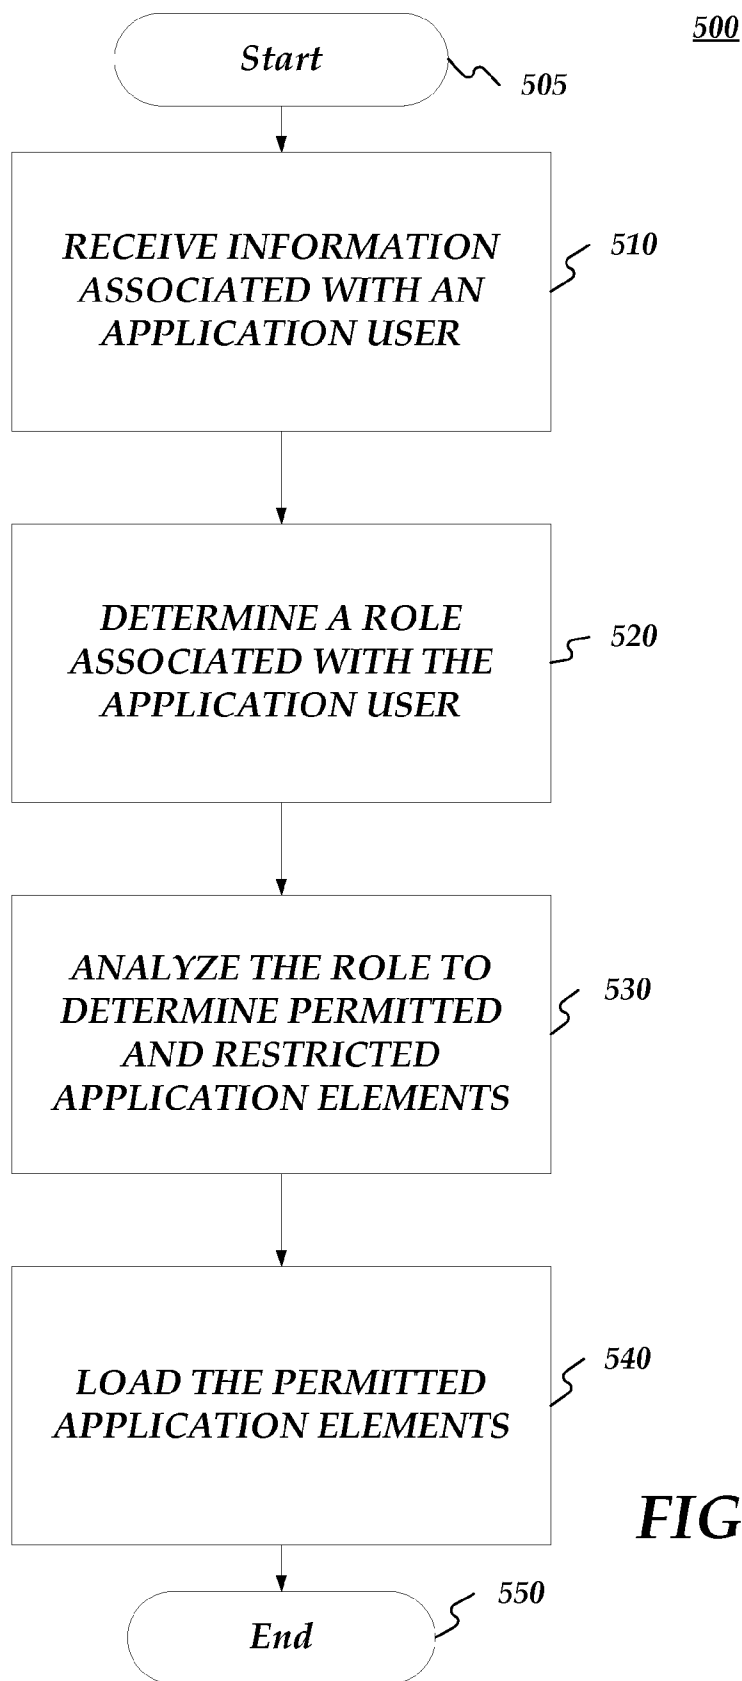 500
Start
505
RECEIVE INFORMATION
ASSOCIATED WITH AN
APPLICATION USER
510
DETERMINE A ROLE
ASSOCIATED WITH THE
APPLICATION USER
520
ANALYZE THE ROLE TO
DETERMINE PERMITTED
AND RESTRICTED
APPLICATION ELEMENTS
530
LOAD THE PERMITTED
APPLICATION ELEMENTS
540
FIG
End
550